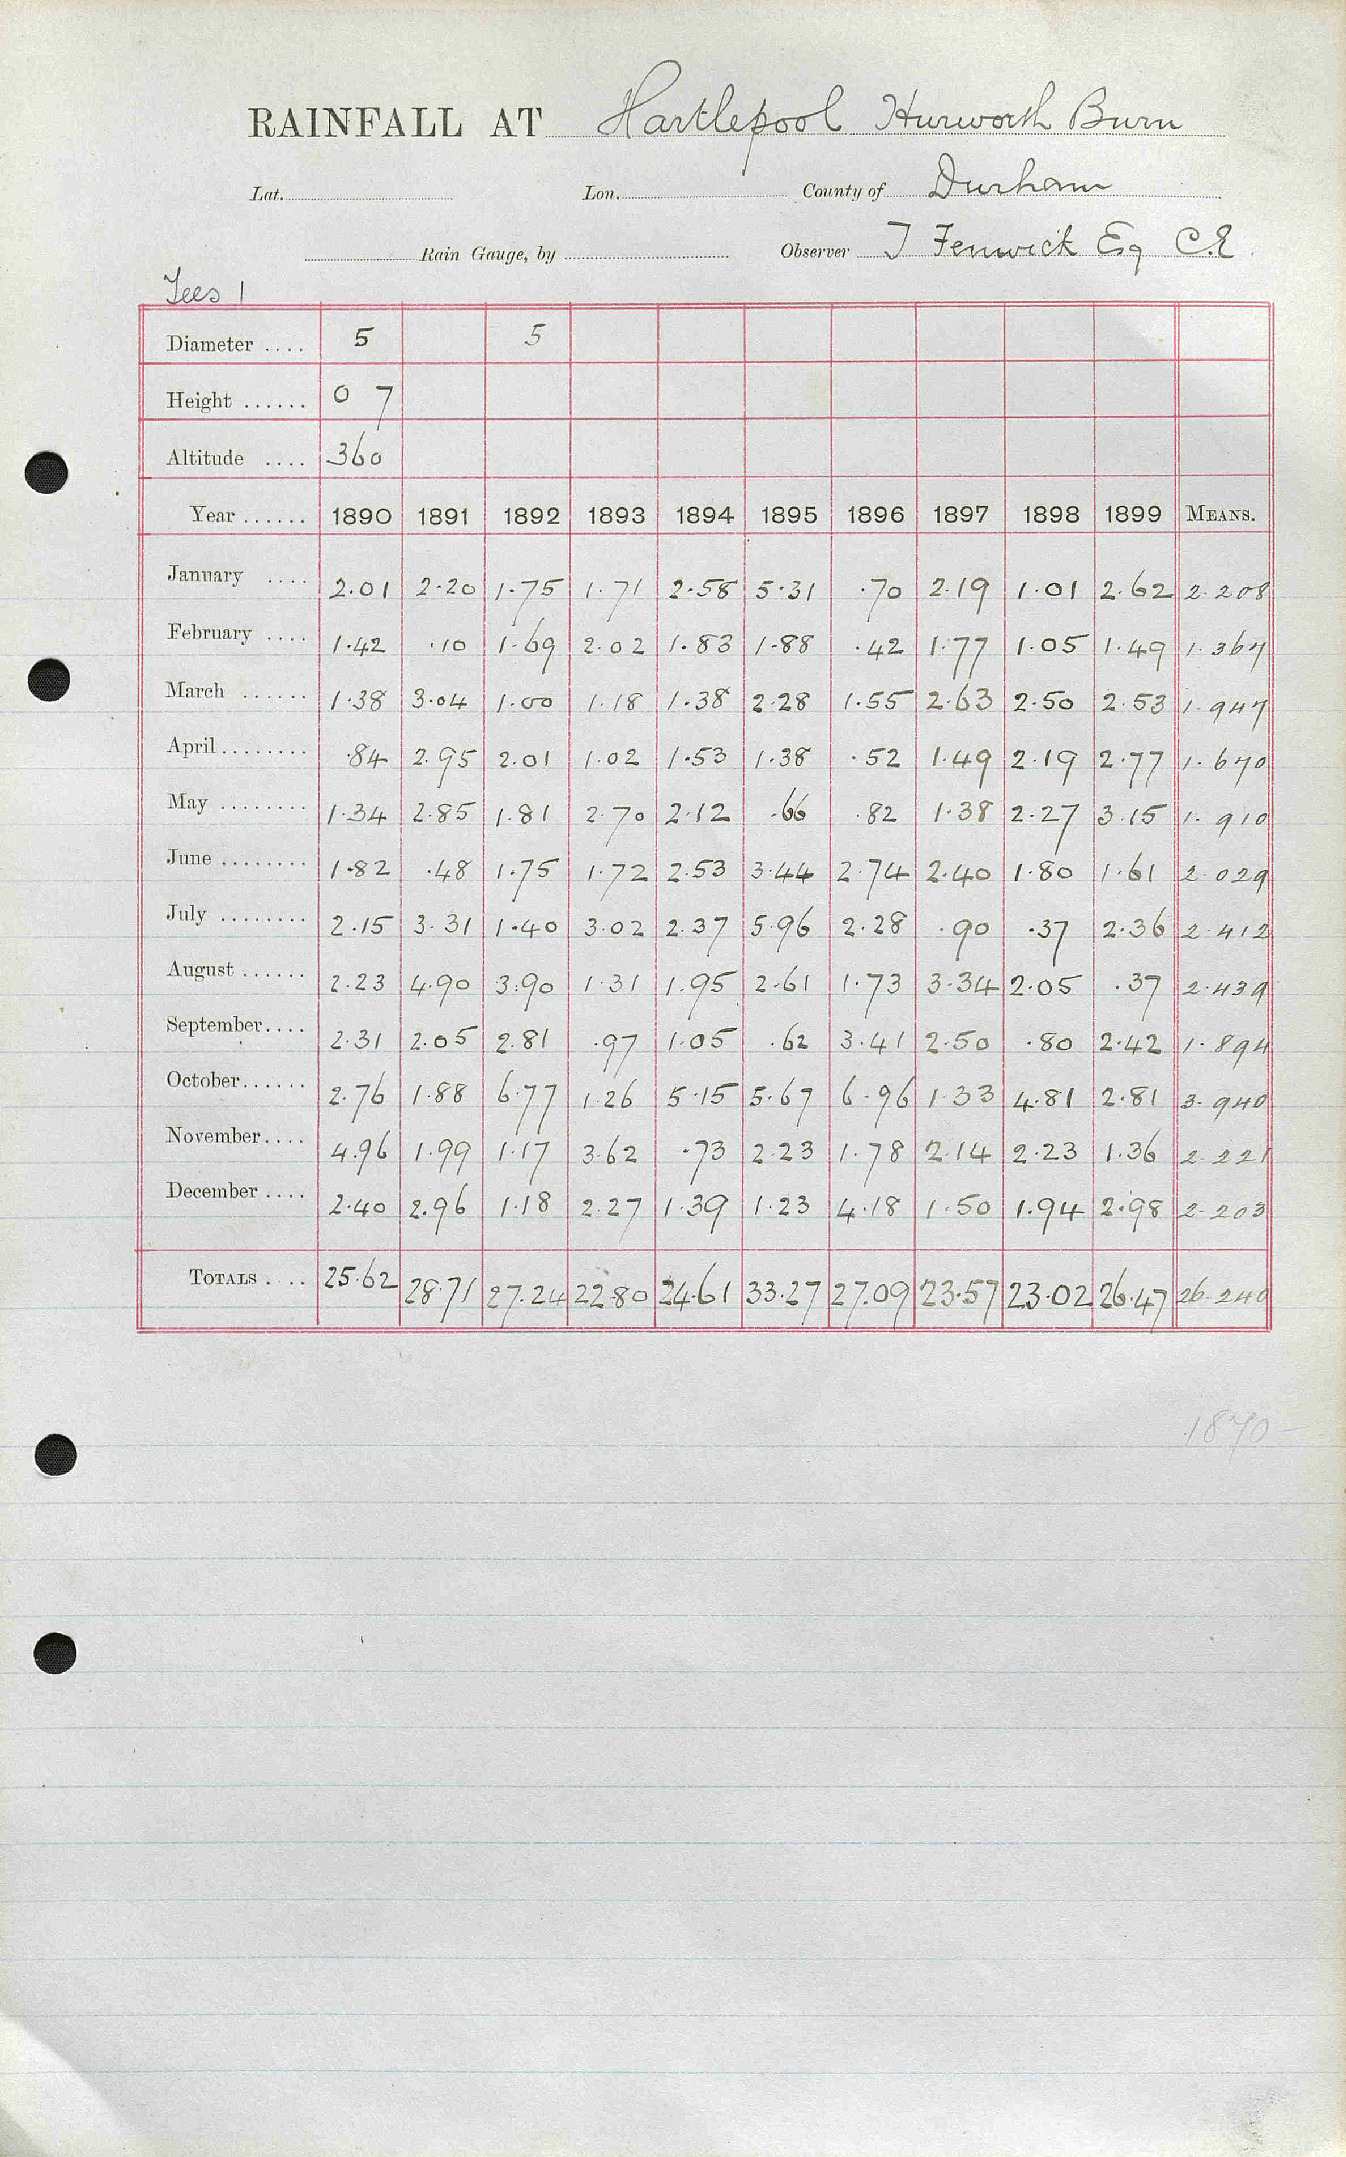 RAINFALL AT Hartlepool Hurworth Burn
Lat. Lon. County of Durham
Rain Gauge, by Observer T Fenwick Esq C.E
Tees 1
Diameter .... 5 5
Height ...... 0 7
Altitude .... 360
Year ...... 1890 1891 1892 1893 1894 1895 1896 1897 1898 1899 MEANS.
January .... 2.01 2.20 1.75 1.71 2.58 5.31 .70 2.19 1.01 2.62 2.208
February .... 1.42 .10 1.69 2.02 1.83 1.88 .42 1.77 1.05 1.49 1.367
March ...... 1.38 3.04 1.00 1.18 1.38 2.28 1.55 2.63 2.50 2.53 1.947
April ........ .84 2.95 2.01 1.02 1.53 1.38 .52 1.49 2.19 2.77 1.670
May ........ 1.34 2.85 1.81 2.70 2.12 .66 .82 1.38 2.27 3.15 1.910
June ........ 1.82 .48 1.75 1.72 2.53 3.44 2.74 2.40 1.80 1.61 2.029
July ........ 2.15 3.31 1.40 3.02 2.37 5.96 2.28 .90 .37 2.36 2.412
August ...... 2.23 4.90 3.90 1.31 1.95 2.61 1.73 3.34 2.05 .37 2.439
September.... 2.31 2.05 2.81 .97 1.05 .62 3.41 2.50 .80 2.42 1.894
October...... 2.76 1.88 6.77 1.26 5.15 5.67 6.96 1.33 4.81 2.81 3.940
November.... 4.96 1.99 1.17 3.62 .73 2.23 1.78 2.14 2.23 1.36 2.221
December .... 2.40 2.96 1.18 2.27 1.39 1.23 4.18 1.50 1.94 2.98 2.203
TOTALS .... 25.62 28.71 27.24 22.80 24.61 33.27 27.09 23.57 23.02 26.47 26.240
1870-